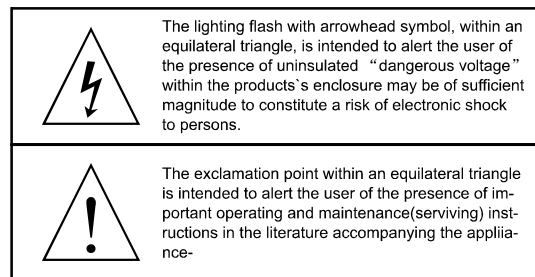 The lighting flash with arrowhead symbol, within an
equilateral triangle, is intended to alert the user of
the presence of uninsulated “dangerous voltage”
within the products`s enclosure may be of sufficient
magnitude to constitute a risk of electronic shock
to persons.
The exclamation point within an equilateral triangle
is intended to alert the user of the presence of im-
portant operating and maintenance(serviving) inst-
ructions in the literature accompanying the appliia-
nce-